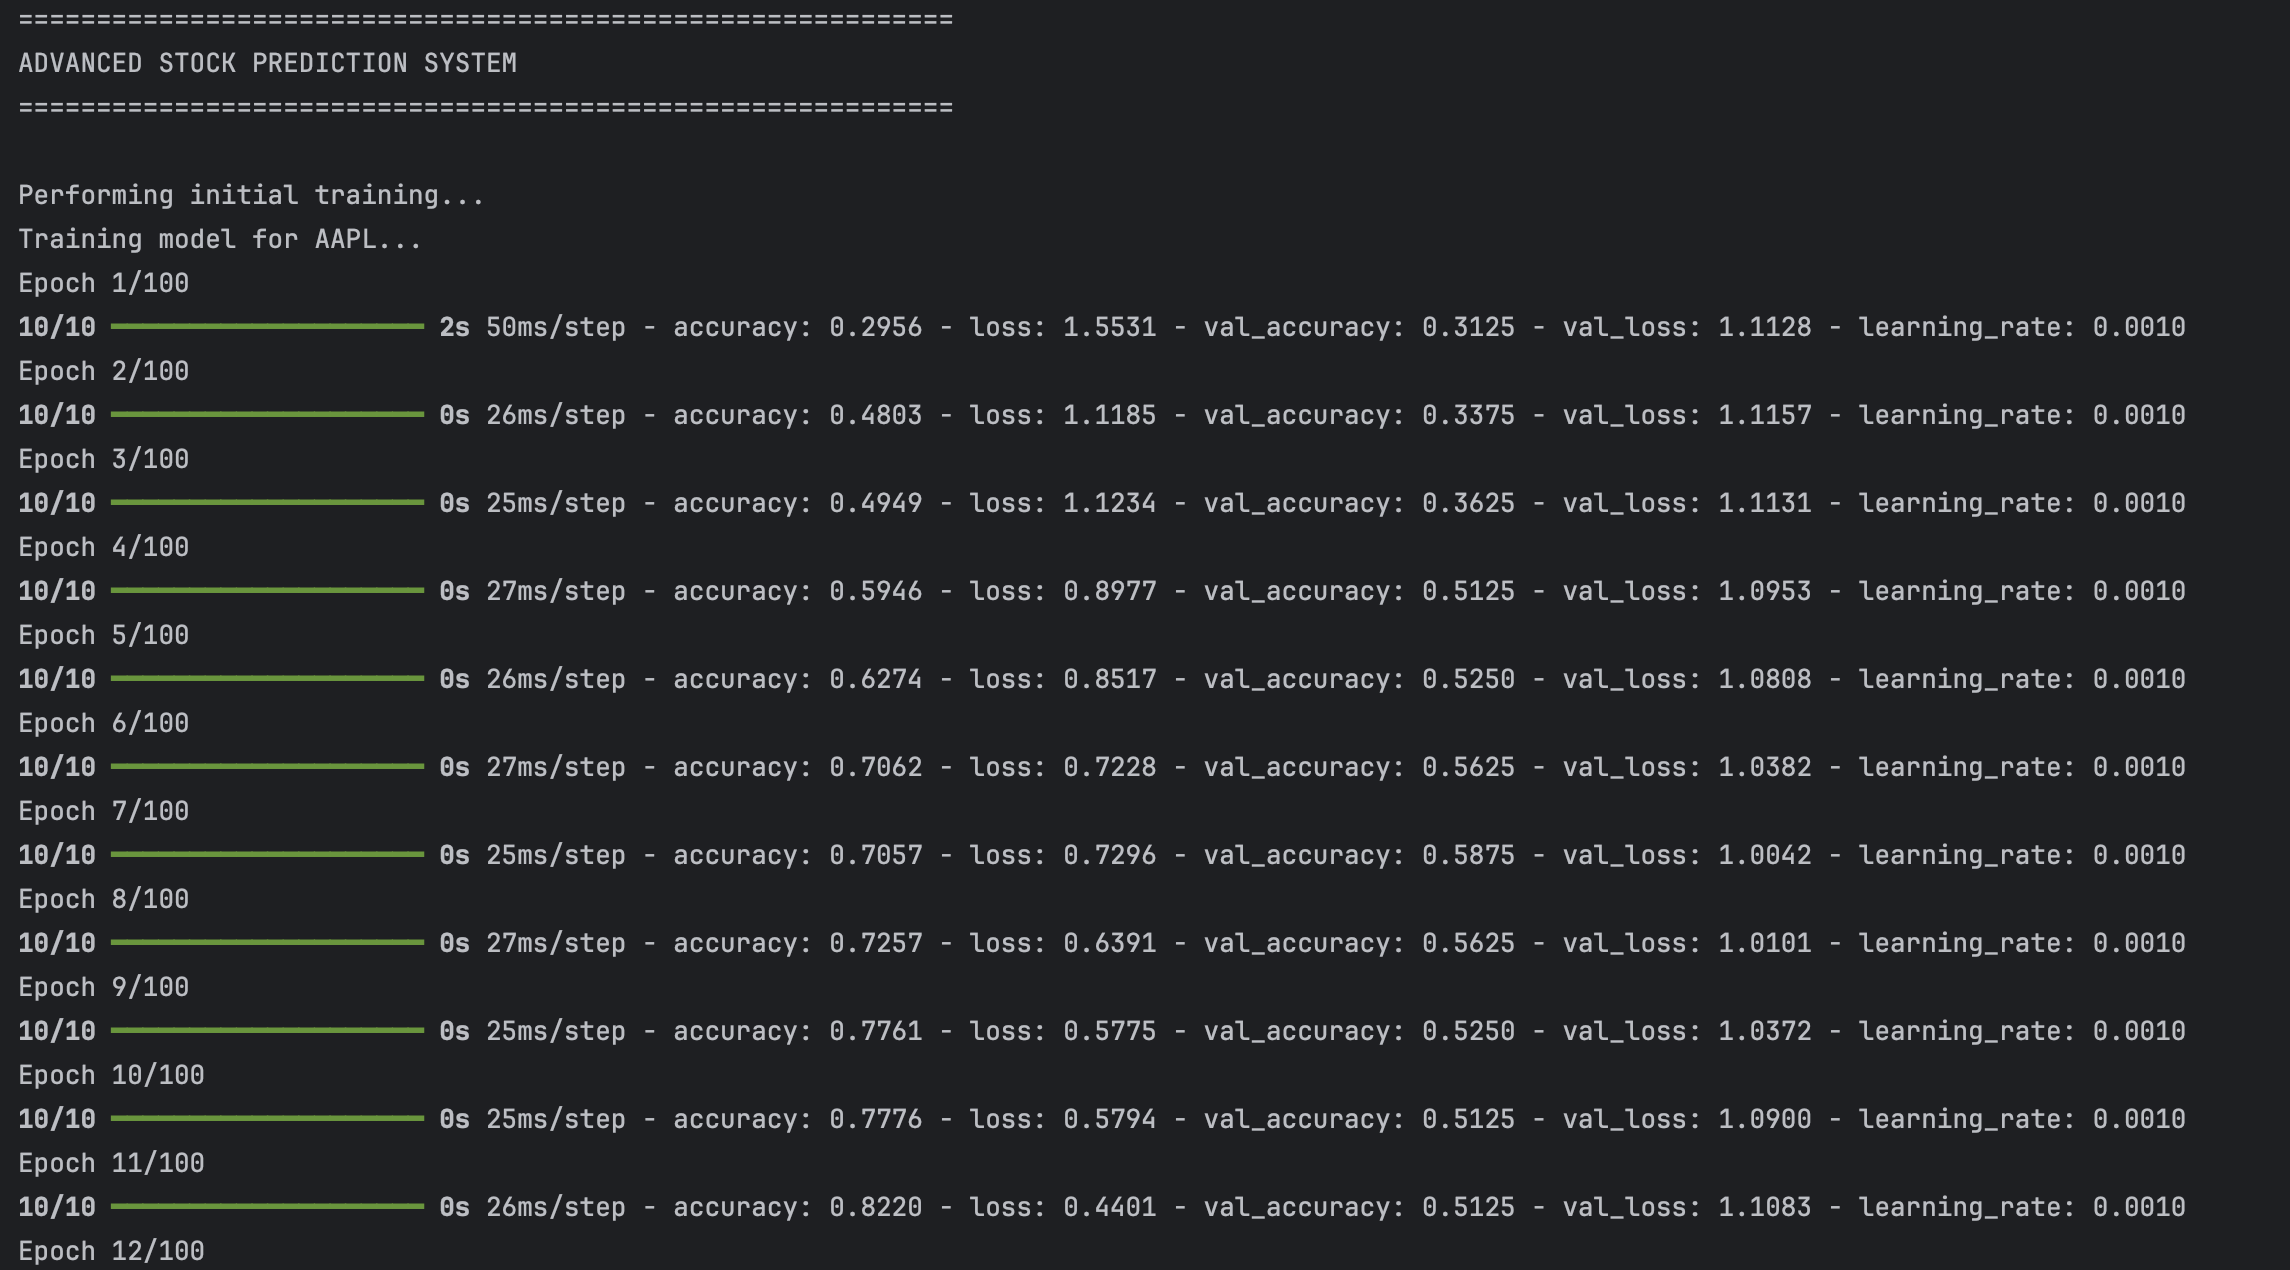 ============================================================
ADVANCED STOCK PREDICTION SYSTEM
============================================================
Performing initial training...
Training model for AAPL...
Epoch 1/100
10/10 ━━━━━━━━━━━━━━━━━━━━ 2s 50ms/step - accuracy: 0.2956 - loss: 1.5531 - val_accuracy: 0.3125 - val_loss: 1.1128 - learning_rate: 0.0010
Epoch 2/100
10/10 ━━━━━━━━━━━━━━━━━━━━ 0s 26ms/step - accuracy: 0.4803 - loss: 1.1185 - val_accuracy: 0.3375 - val_loss: 1.1157 - learning_rate: 0.0010
Epoch 3/100
10/10 ━━━━━━━━━━━━━━━━━━━━ 0s 25ms/step - accuracy: 0.4949 - loss: 1.1234 - val_accuracy: 0.3625 - val_loss: 1.1131 - learning_rate: 0.0010
Epoch 4/100
10/10 ━━━━━━━━━━━━━━━━━━━━ 0s 27ms/step - accuracy: 0.5946 - loss: 0.8977 - val_accuracy: 0.5125 - val_loss: 1.0953 - learning_rate: 0.0010
Epoch 5/100
10/10 ━━━━━━━━━━━━━━━━━━━━ 0s 26ms/step - accuracy: 0.6274 - loss: 0.8517 - val_accuracy: 0.5250 - val_loss: 1.0808 - learning_rate: 0.0010
Epoch 6/100
10/10 ━━━━━━━━━━━━━━━━━━━━ 0s 27ms/step - accuracy: 0.7062 - loss: 0.7228 - val_accuracy: 0.5625 - val_loss: 1.0382 - learning_rate: 0.0010
Epoch 7/100
10/10 ━━━━━━━━━━━━━━━━━━━━ 0s 25ms/step - accuracy: 0.7057 - loss: 0.7296 - val_accuracy: 0.5875 - val_loss: 1.0042 - learning_rate: 0.0010
Epoch 8/100
10/10 ━━━━━━━━━━━━━━━━━━━━ 0s 27ms/step - accuracy: 0.7257 - loss: 0.6391 - val_accuracy: 0.5625 - val_loss: 1.0101 - learning_rate: 0.0010
Epoch 9/100
10/10 ━━━━━━━━━━━━━━━━━━━━ 0s 25ms/step - accuracy: 0.7761 - loss: 0.5775 - val_accuracy: 0.5250 - val_loss: 1.0372 - learning_rate: 0.0010
Epoch 10/100
10/10 ━━━━━━━━━━━━━━━━━━━━ 0s 25ms/step - accuracy: 0.7776 - loss: 0.5794 - val_accuracy: 0.5125 - val_loss: 1.0900 - learning_rate: 0.0010
Epoch 11/100
10/10 ━━━━━━━━━━━━━━━━━━━━ 0s 26ms/step - accuracy: 0.8220 - loss: 0.4401 - val_accuracy: 0.5125 - val_loss: 1.1083 - learning_rate: 0.0010
Epoch 12/100